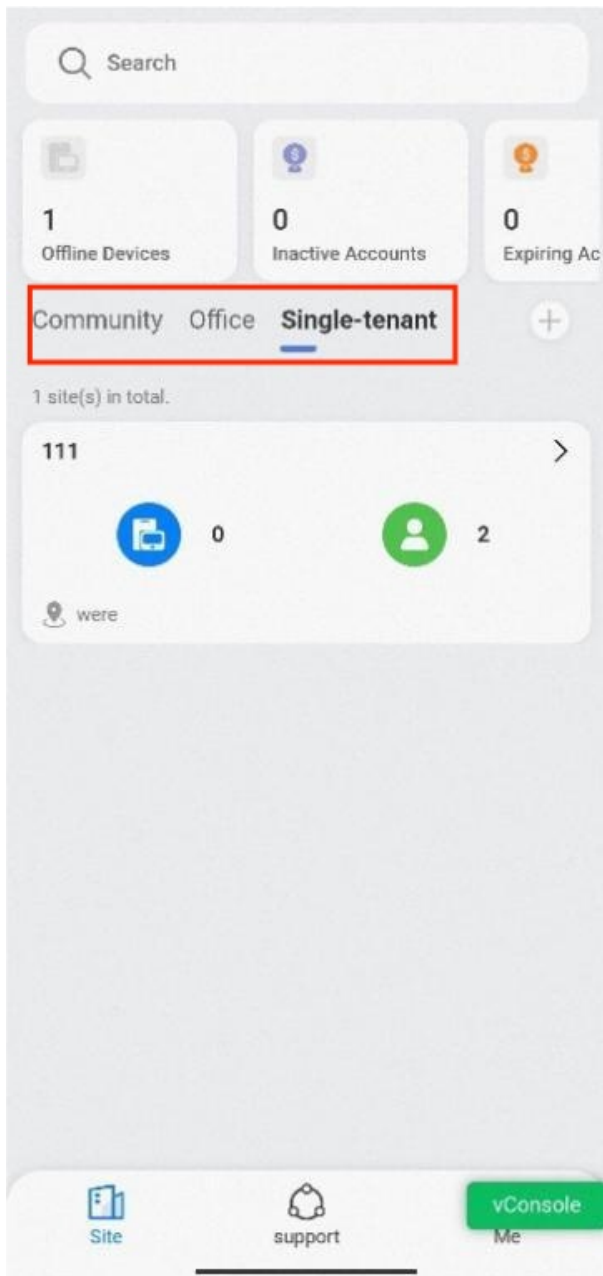 Search
1 0 0
Offline Devices Inactive Accounts Expiring Ac
Community Office Single-tenant
1 site(s) in total.
111
0 2
were
vConsole
Site support Me